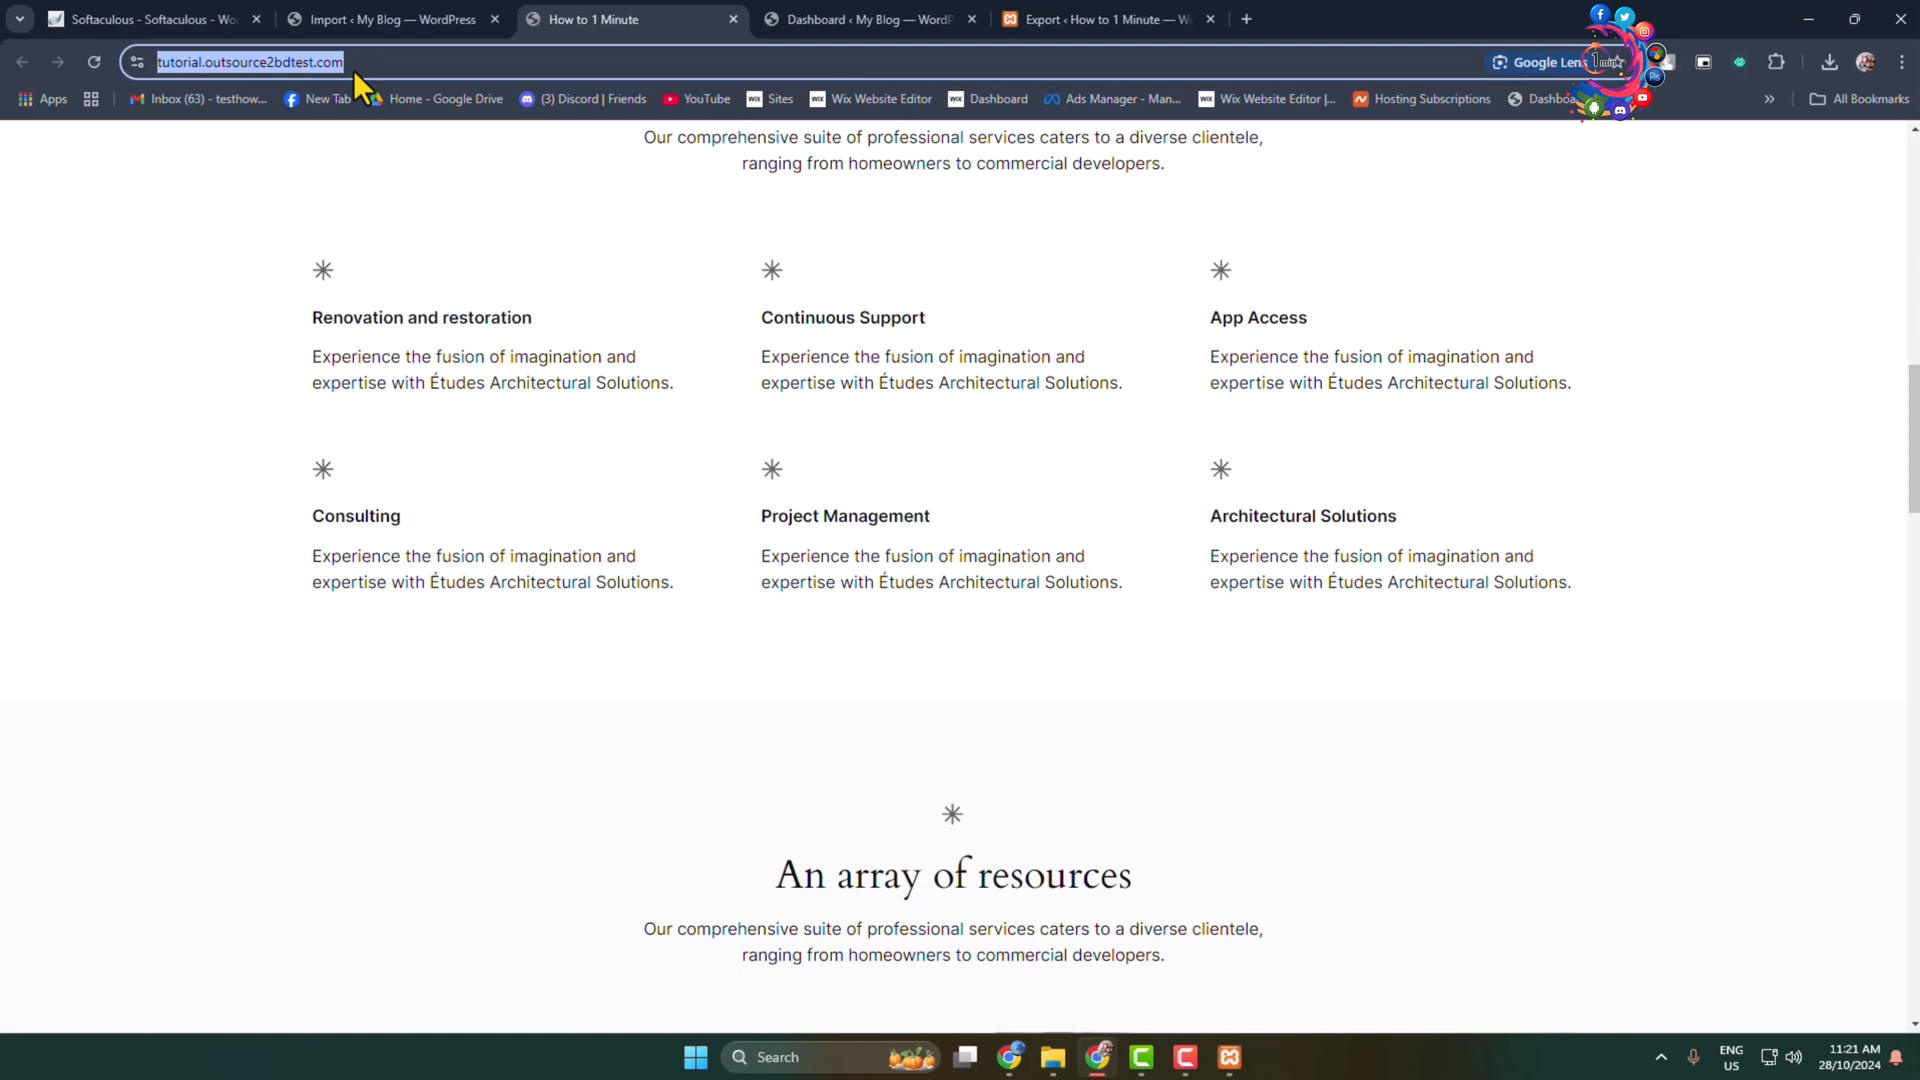 Softaculous - Softaculous - Wo
Import ‹ My Blog — WordPress
How to 1 Minute
Dashboard ‹ My Blog — WordP
Export ‹ How to 1 Minute — W
tutorial.outsource2bdtest.com
Google Lens
1 min
Ps
Apps
Inbox (63) - testhow...
New Tab
Home - Google Drive
(3) Discord | Friends
YouTube
WIX Sites
WIX Wix Website Editor
WIX Dashboard
Ads Manager - Man...
WIX Wix Website Editor |...
Hosting Subscriptions
Dashboa
»
All Bookmarks
Our comprehensive suite of professional services caters to a diverse clientele,
ranging from homeowners to commercial developers.
Renovation and restoration
Experience the fusion of imagination and
expertise with Études Architectural Solutions.
Continuous Support
Experience the fusion of imagination and
expertise with Études Architectural Solutions.
App Access
Experience the fusion of imagination and
expertise with Études Architectural Solutions.
Consulting
Experience the fusion of imagination and
expertise with Études Architectural Solutions.
Project Management
Experience the fusion of imagination and
expertise with Études Architectural Solutions.
Architectural Solutions
Experience the fusion of imagination and
expertise with Études Architectural Solutions.
An array of resources
Our comprehensive suite of professional services caters to a diverse clientele,
ranging from homeowners to commercial developers.
Search
ENG
US
11:21 AM
28/10/2024